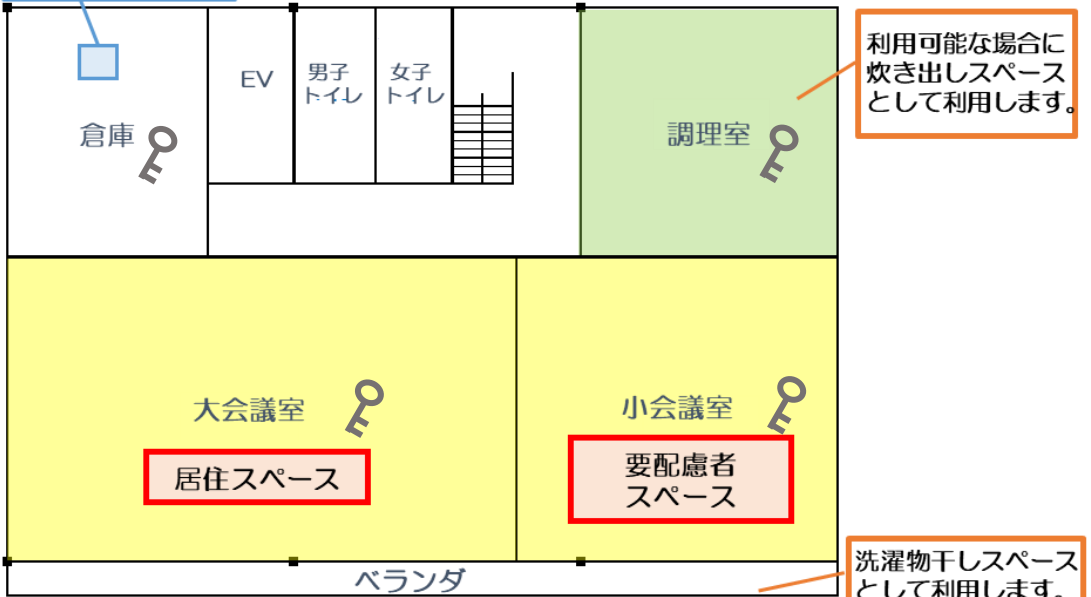 倉庫
EV
男子
トイレ
女子
トイレ
調理室
利用可能な場合に
炊き出しスペース
として利用します。
大会議室
居住スペース
小会議室
要配慮者
スペース
ベランダ
洗濯物干しスペース
として利用します。